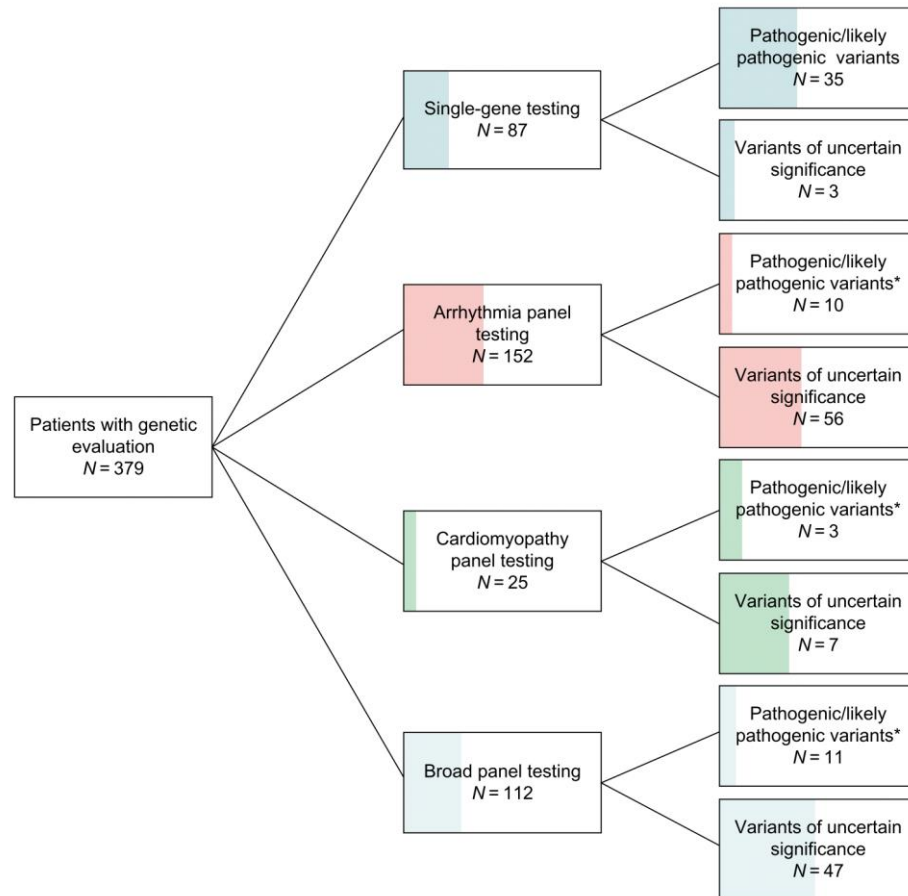 Patients with genetic
evaluation
N = 379
Single-gene testing
N = 87
Pathogenic/likely
pathogenic variants
N = 35
Variants of uncertain
significance
N = 3
Arrhythmia panel
testing
N = 152
Pathogenic/likely
pathogenic variants*
N = 10
Variants of uncertain
significance
N = 56
Cardiomyopathy
panel testing
N = 25
Pathogenic/likely
pathogenic variants*
N = 3
Variants of uncertain
significance
N = 7
Broad panel testing
N = 112
Pathogenic/likely
pathogenic variants*
N = 11
Variants of uncertain
significance
N = 47